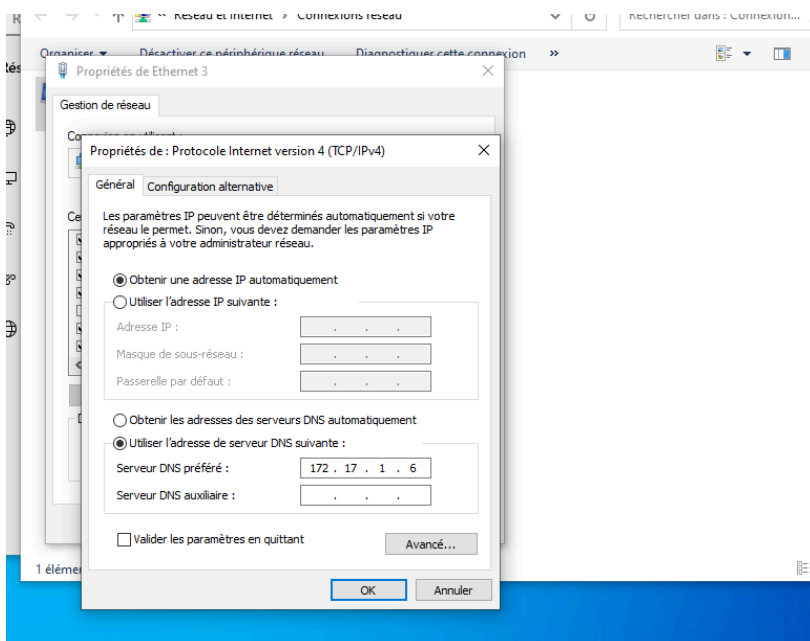 Réseau et Internet > Connexions réseau
Rechercher dans : Connexion...
Organiser
Désactiver ce périphérique réseau
Diagnostiquer cette connexion
»
Propriétés de Ethernet 3
Gestion de réseau
Propriétés de : Protocole Internet version 4 (TCP/IPv4)
Général
Configuration alternative
Les paramètres IP peuvent être déterminés automatiquement si votre
réseau le permet. Sinon, vous devez demander les paramètres IP
appropriés à votre administrateur réseau.
Obtenir une adresse IP automatiquement
Utiliser l'adresse IP suivante :
Adresse IP :
Masque de sous-réseau :
Passerelle par défaut :
Obtenir les adresses des serveurs DNS automatiquement
Utiliser l'adresse de serveur DNS suivante :
Serveur DNS préféré : 172 . 17 . 1 . 6
Serveur DNS auxiliaire :
Valider les paramètres en quittant
Avancé...
OK
Annuler